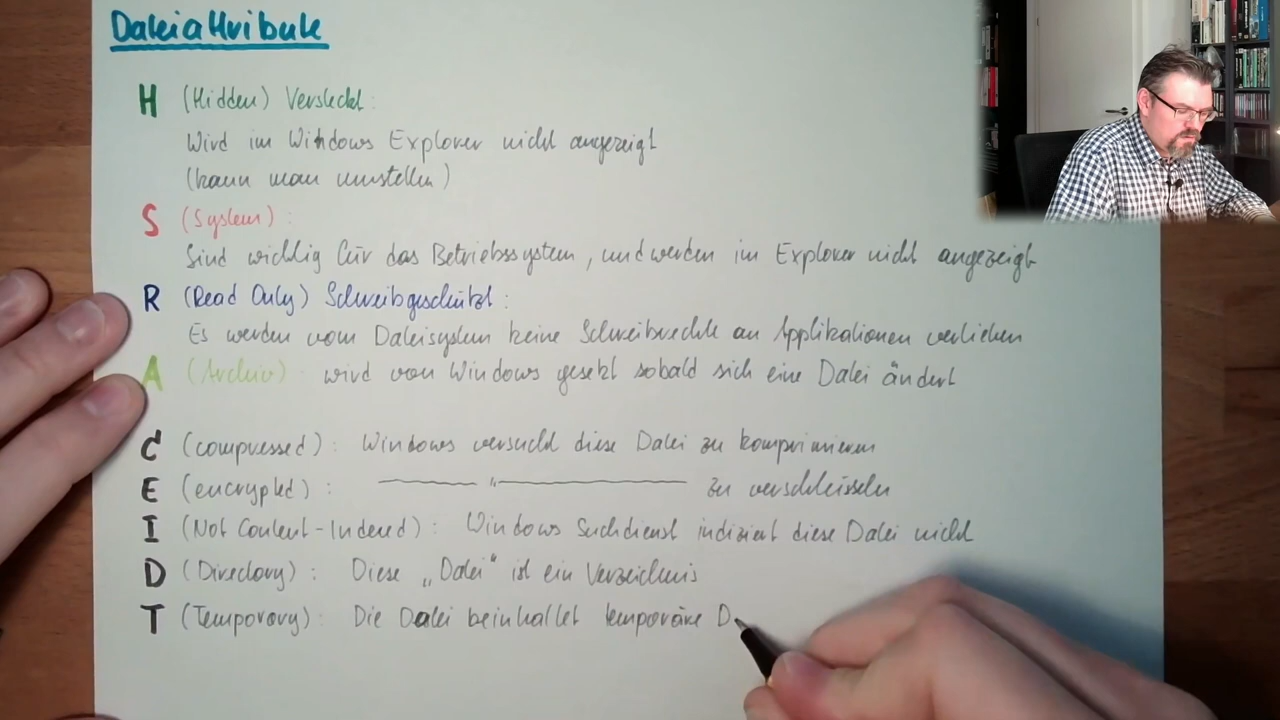 Dateiattribute
H (Hidden) Versteckt:
Wird im Windows Explorer nicht angezeigt
(kann man umstellen)
S (System):
Sind wichtig für das Betriebssystem, und werden im Explorer nicht angezeigt
R (Read Only) Schreibgeschützt:
Es werden vom Dateisystem keine Schreibrechte an Applikationen verliehen
A (Archiv) wird von Windows gesetzt sobald sich eine Datei ändert
C (compressed): Windows versucht diese Datei zu komprimieren
E (encrypted): —— " —— zu verschlüsseln
I (Not Content-Indexed): Windows Suchdienst indiziert diese Datei nicht
D (Directory): Diese „Datei“ ist ein Verzeichnis
T (Temporory): Die Datei beinhaltet temporäre D